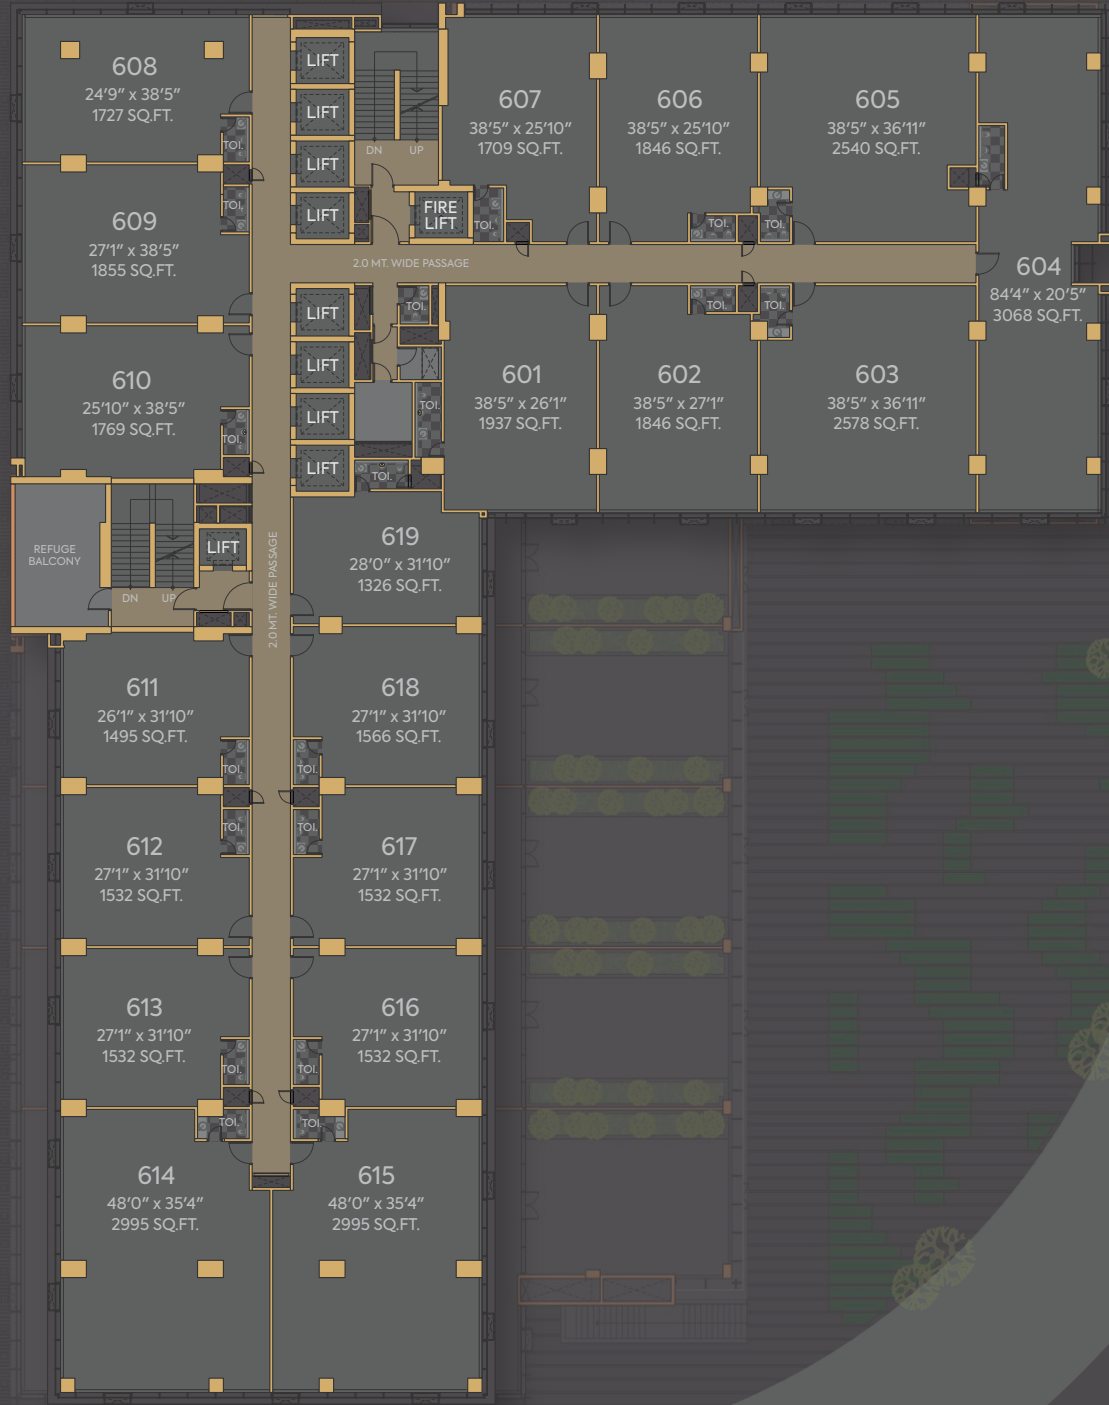 608
24'9" x 38'5"
1727 SQ.FT.
LIFT
LIFT
LIFT
LIFT
DN
UP
FIRE
LIFT
TOI.
607
38'5" x 25'10"
1709 SQ.FT.
606
38'5" x 25'10"
1846 SQ.FT.
605
38'5" x 36'11"
2540 SQ.FT.
TOI.
TOI.
TOI.
TOI.
609
27'1" x 38'5"
1855 SQ.FT.
2.0 MT. WIDE PASSAGE
604
84'4" x 20'5"
3068 SQ.FT.
LIFT
LIFT
LIFT
LIFT
TOI.
TOI.
TOI.
TOI.
TOI.
610
25'10" x 38'5"
1769 SQ.FT.
TOI.
601
38'5" x 26'1"
1937 SQ.FT.
602
38'5" x 27'1"
1846 SQ.FT.
603
38'5" x 36'11"
2578 SQ.FT.
REFUGE
BALCONY
DN
UP
LIFT
2.0 MT. WIDE PASSAGE
619
28'0" x 31'10"
1326 SQ.FT.
611
26'1" x 31'10"
1495 SQ.FT.
618
27'1" x 31'10"
1566 SQ.FT.
TOI.
TOI.
TOI.
TOI.
612
27'1" x 31'10"
1532 SQ.FT.
617
27'1" x 31'10"
1532 SQ.FT.
613
27'1" x 31'10"
1532 SQ.FT.
616
27'1" x 31'10"
1532 SQ.FT.
TOI.
TOI.
TOI.
TOI.
614
48'0" x 35'4"
2995 SQ.FT.
615
48'0" x 35'4"
2995 SQ.FT.